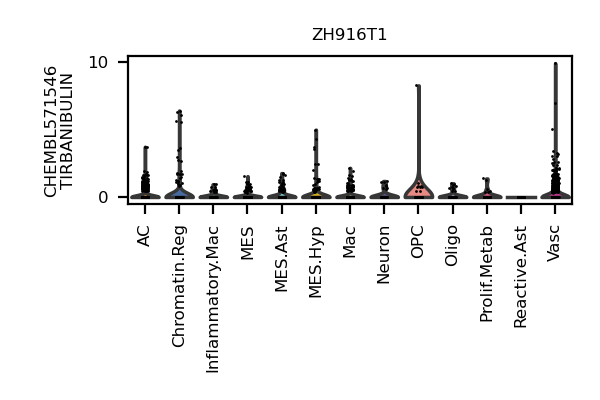 ZH916T1
CHEMBL571546
TIRBANIBULIN
10
0
AC
Chromatin.Reg
Inflammatory.Mac
MES
MES.Ast
MES.Hyp
Mac
Neuron
OPC
Oligo
Prolif.Metab
Reactive.Ast
Vasc